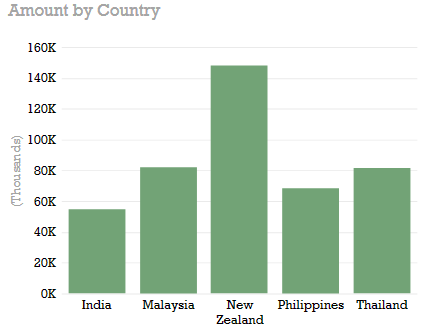 Amount by Country
160K
140K
120K
100K
80K
60K
40K
20K
0K
(Thousands)
India
Malaysia
New
Zealand
Philippines
Thailand